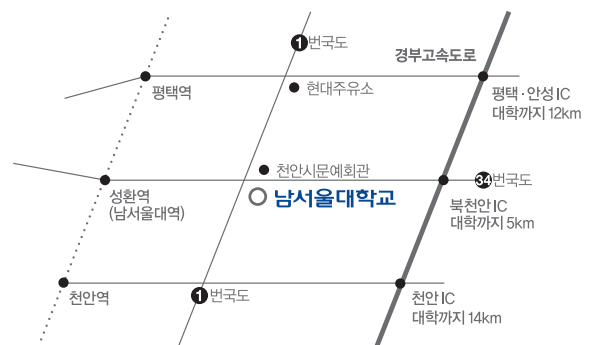 1번국도
경부고속도로
평택역
현대주유소
평택·안성 IC
대학까지 12km
천안시문예회관
34번국도
성환역
(남서울대역)
남서울대학교
북천안 IC
대학까지 5km
천안역
1번국도
천안 IC
대학까지 14km